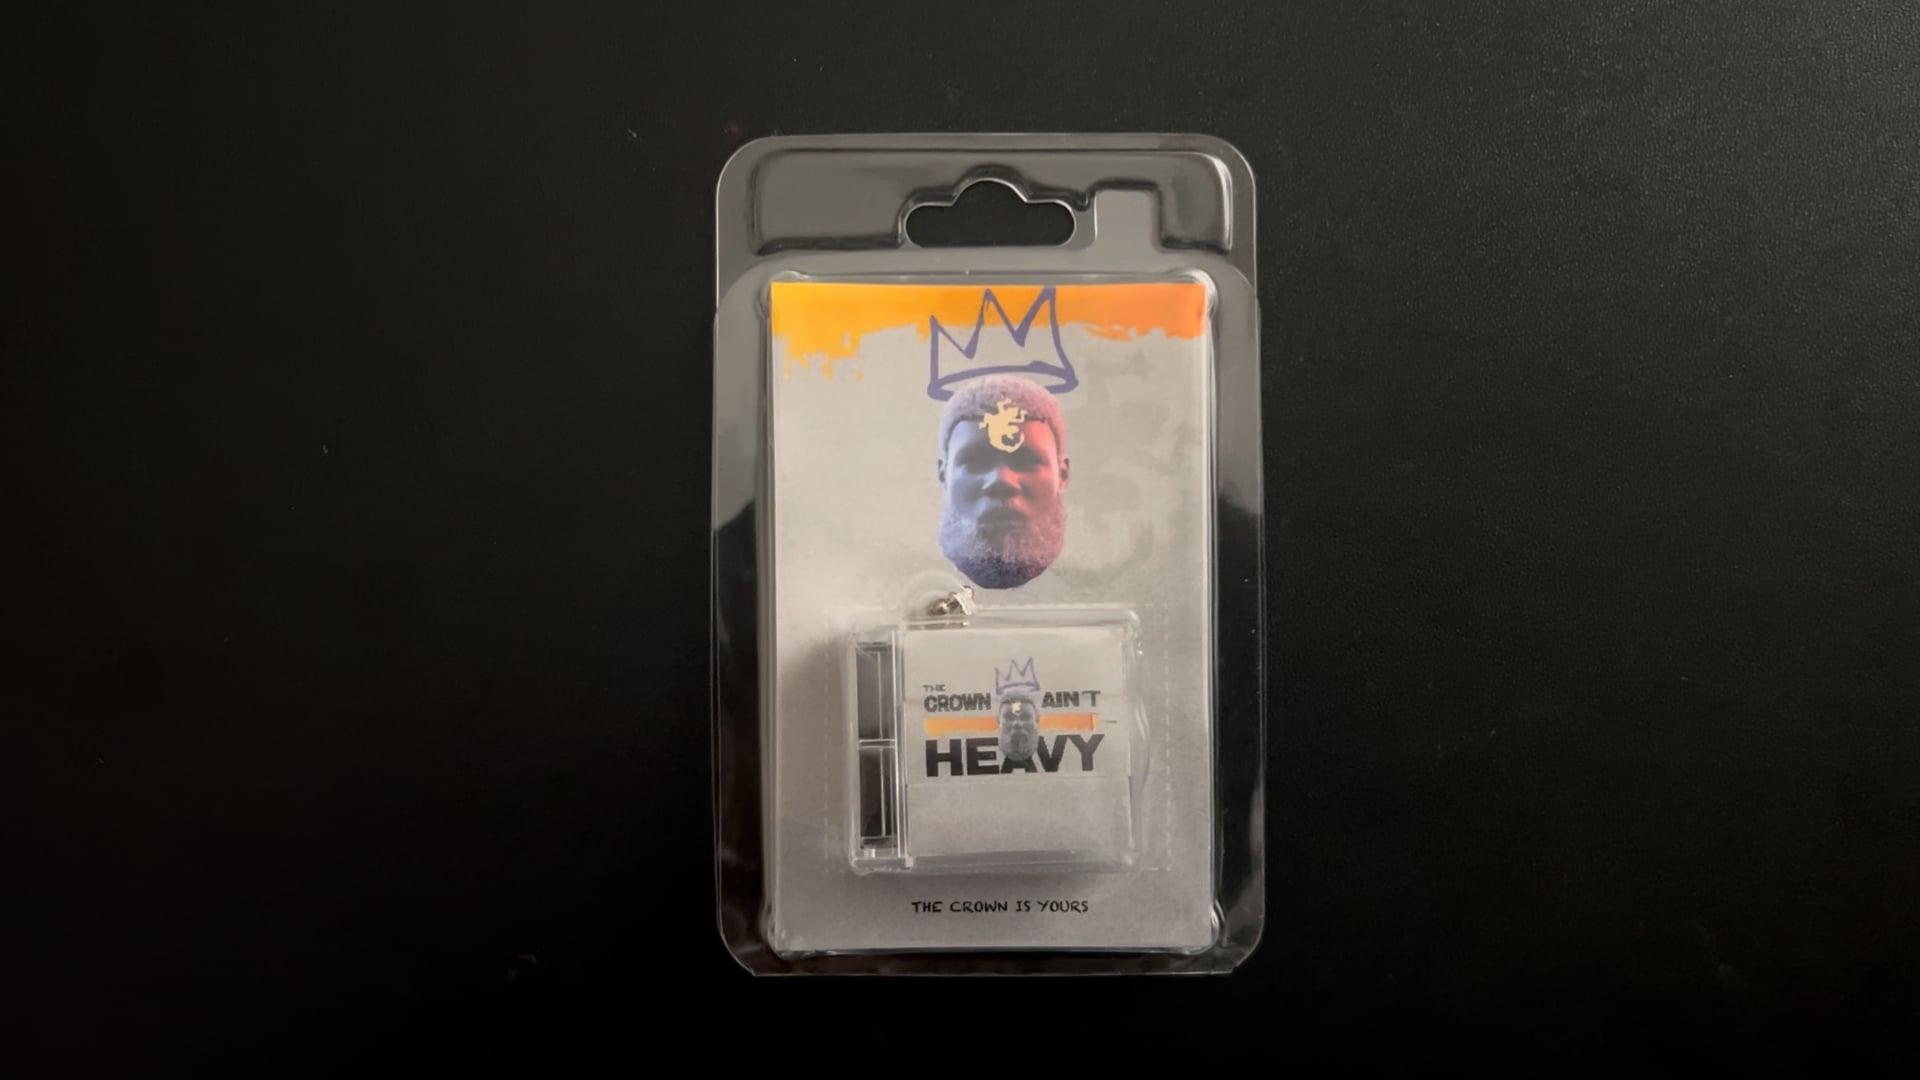 THE
CROWN AIN'T
HEAVY
THE CROWN IS YOURS